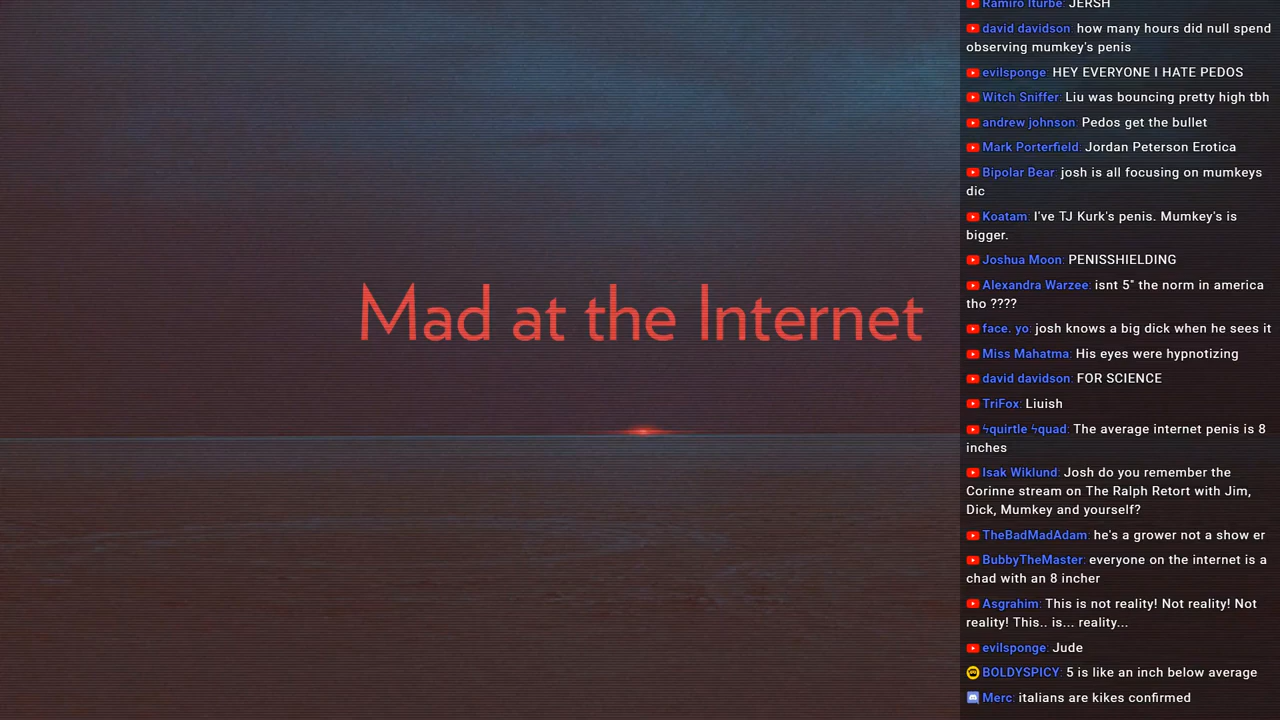 Mad at the Internet
Ramiro Iturbe: JERSH
david davidson: how many hours did null spend
observing mumkey's penis
evilsponge: HEY EVERYONE I HATE PEDOS
Witch Sniffer: Liu was bouncing pretty high tbh
andrew johnson: Pedos get the bullet
Mark Porterfield: Jordan Peterson Erotica
Bipolar Bear: josh is all focusing on mumkeys
dic
Koatam: I've TJ Kurk's penis. Mumkey's is
bigger.
Joshua Moon: PENISSHIELDING
Alexandra Warzee: isnt 5" the norm in america
tho ????
face. yo: josh knows a big dick when he sees it
Miss Mahatma: His eyes were hypnotizing
david davidson: FOR SCIENCE
TriFox: Liuish
ϟquirtle ϟquad: The average internet penis is 8
inches
Isak Wiklund: Josh do you remember the
Corinne stream on The Ralph Retort with Jim,
Dick, Mumkey and yourself?
TheBadMadAdam: he's a grower not a show er
BubbyTheMaster: everyone on the internet is a
chad with an 8 incher
Asgrahim: This is not reality! Not reality! Not
reality! This.. is... reality...
evilsponge: Jude
BOLDYSPICY: 5 is like an inch below average
Merc: italians are kikes confirmed